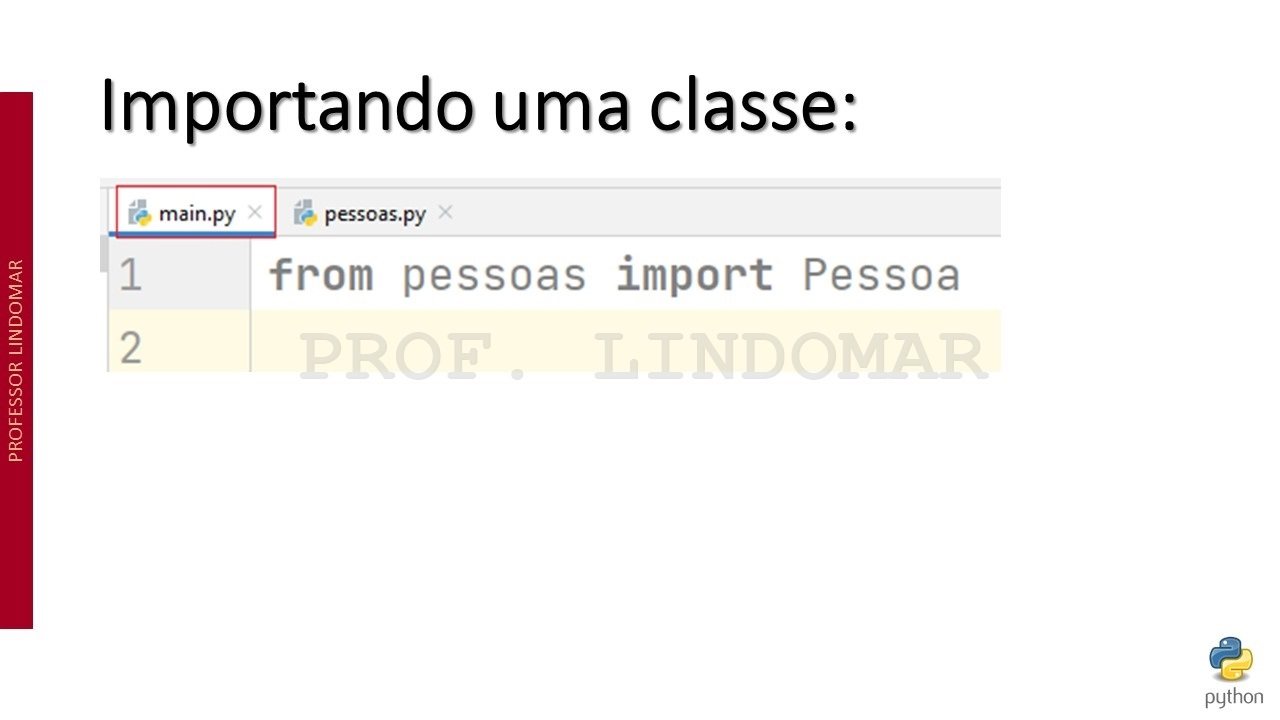 Importando uma classe:
main.py pessoas.py
1 from pessoas import Pessoa
2
PROF. LINDOMAR
PROFESSOR LINDOMAR
python